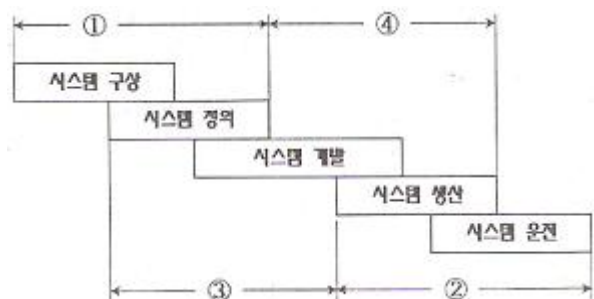 ① ④
시스템 구상
시스템 정의
시스템 개발
시스템 생산
시스템 운전
③ ②